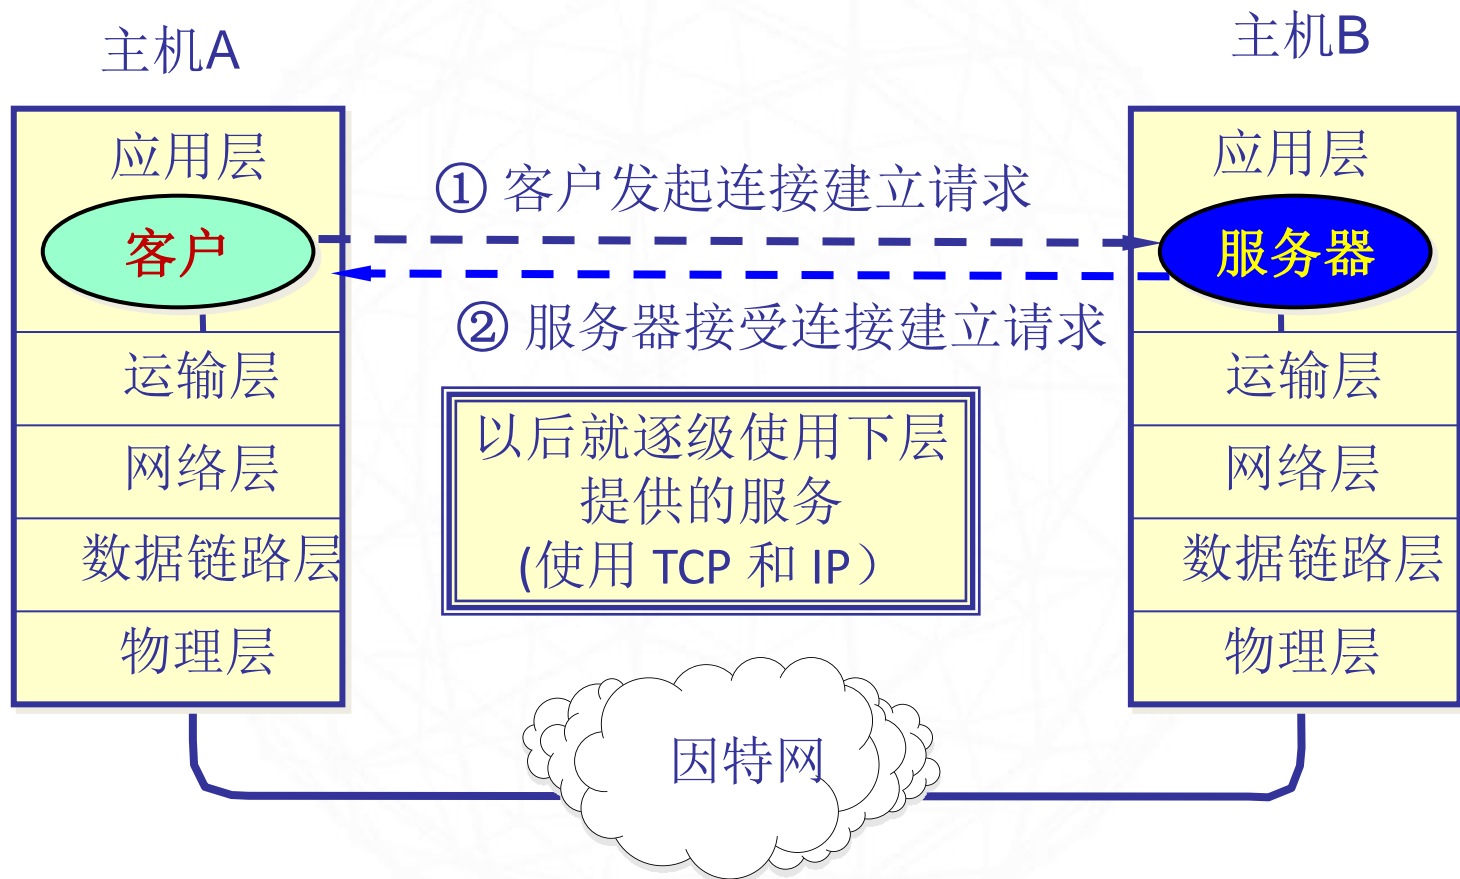 主机A
主机B
应用层
客户
运输层
网络层
数据链路层
物理层
① 客户发起连接建立请求
② 服务器接受连接建立请求
以后就逐级使用下层
提供的服务
(使用 TCP 和 IP）
应用层
服务器
运输层
网络层
数据链路层
物理层
因特网